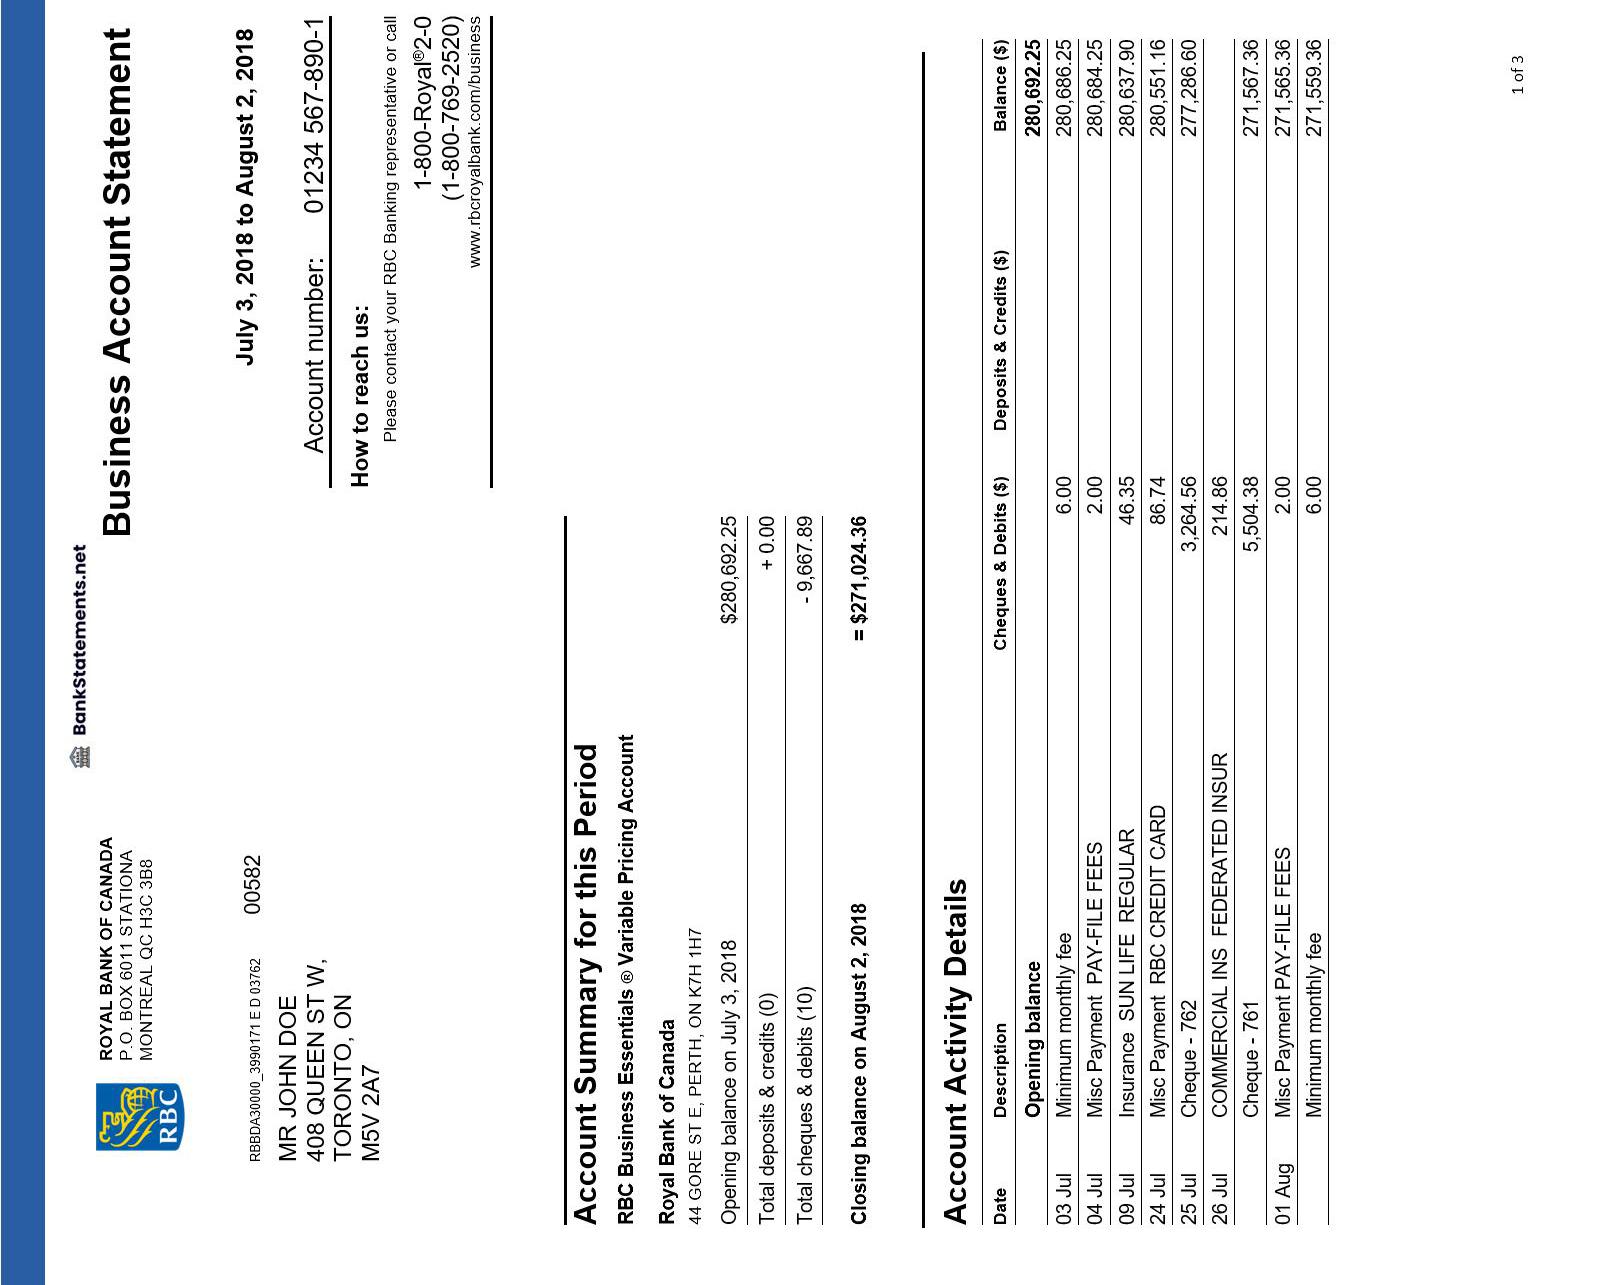 BankStatements.net
RBC
ROYAL BANK OF CANADA
P.O. BOX 6011 STATIONA
MONTREAL QC H3C 3B8
Business Account Statement
July 3, 2018 to August 2, 2018
RBBDA30000_3990171 E D 03762 00582
MR JOHN DOE
408 QUEEN ST W,
TORONTO, ON
M5V 2A7
Account number: 01234 567-890-1
How to reach us:
Please contact your RBC Banking representative or call
1-800-Royal®2-0
(1-800-769-2520)
www.rbcroyalbank.com/business
Account Summary for this Period
RBC Business Essentials ® Variable Pricing Account
Royal Bank of Canada
44 GORE ST E, PERTH, ON K7H 1H7
Opening balance on July 3, 2018 $280,692.25
Total deposits & credits (0) + 0.00
Total cheques & debits (10) - 9,667.89
Closing balance on August 2, 2018 = $271,024.36
Account Activity Details
Date Description Cheques & Debits ($) Deposits & Credits ($) Balance ($)
Opening balance 280,692.25
03 Jul Minimum monthly fee 6.00 280,686.25
04 Jul Misc Payment PAY-FILE FEES 2.00 280,684.25
09 Jul Insurance SUN LIFE REGULAR 46.35 280,637.90
24 Jul Misc Payment RBC CREDIT CARD 86.74 280,551.16
25 Jul Cheque - 762 3,264.56 277,286.60
26 Jul COMMERCIAL INS FEDERATED INSUR 214.86
Cheque - 761 5,504.38 271,567.36
01 Aug Misc Payment PAY-FILE FEES 2.00 271,565.36
Minimum monthly fee 6.00 271,559.36
1 of 3